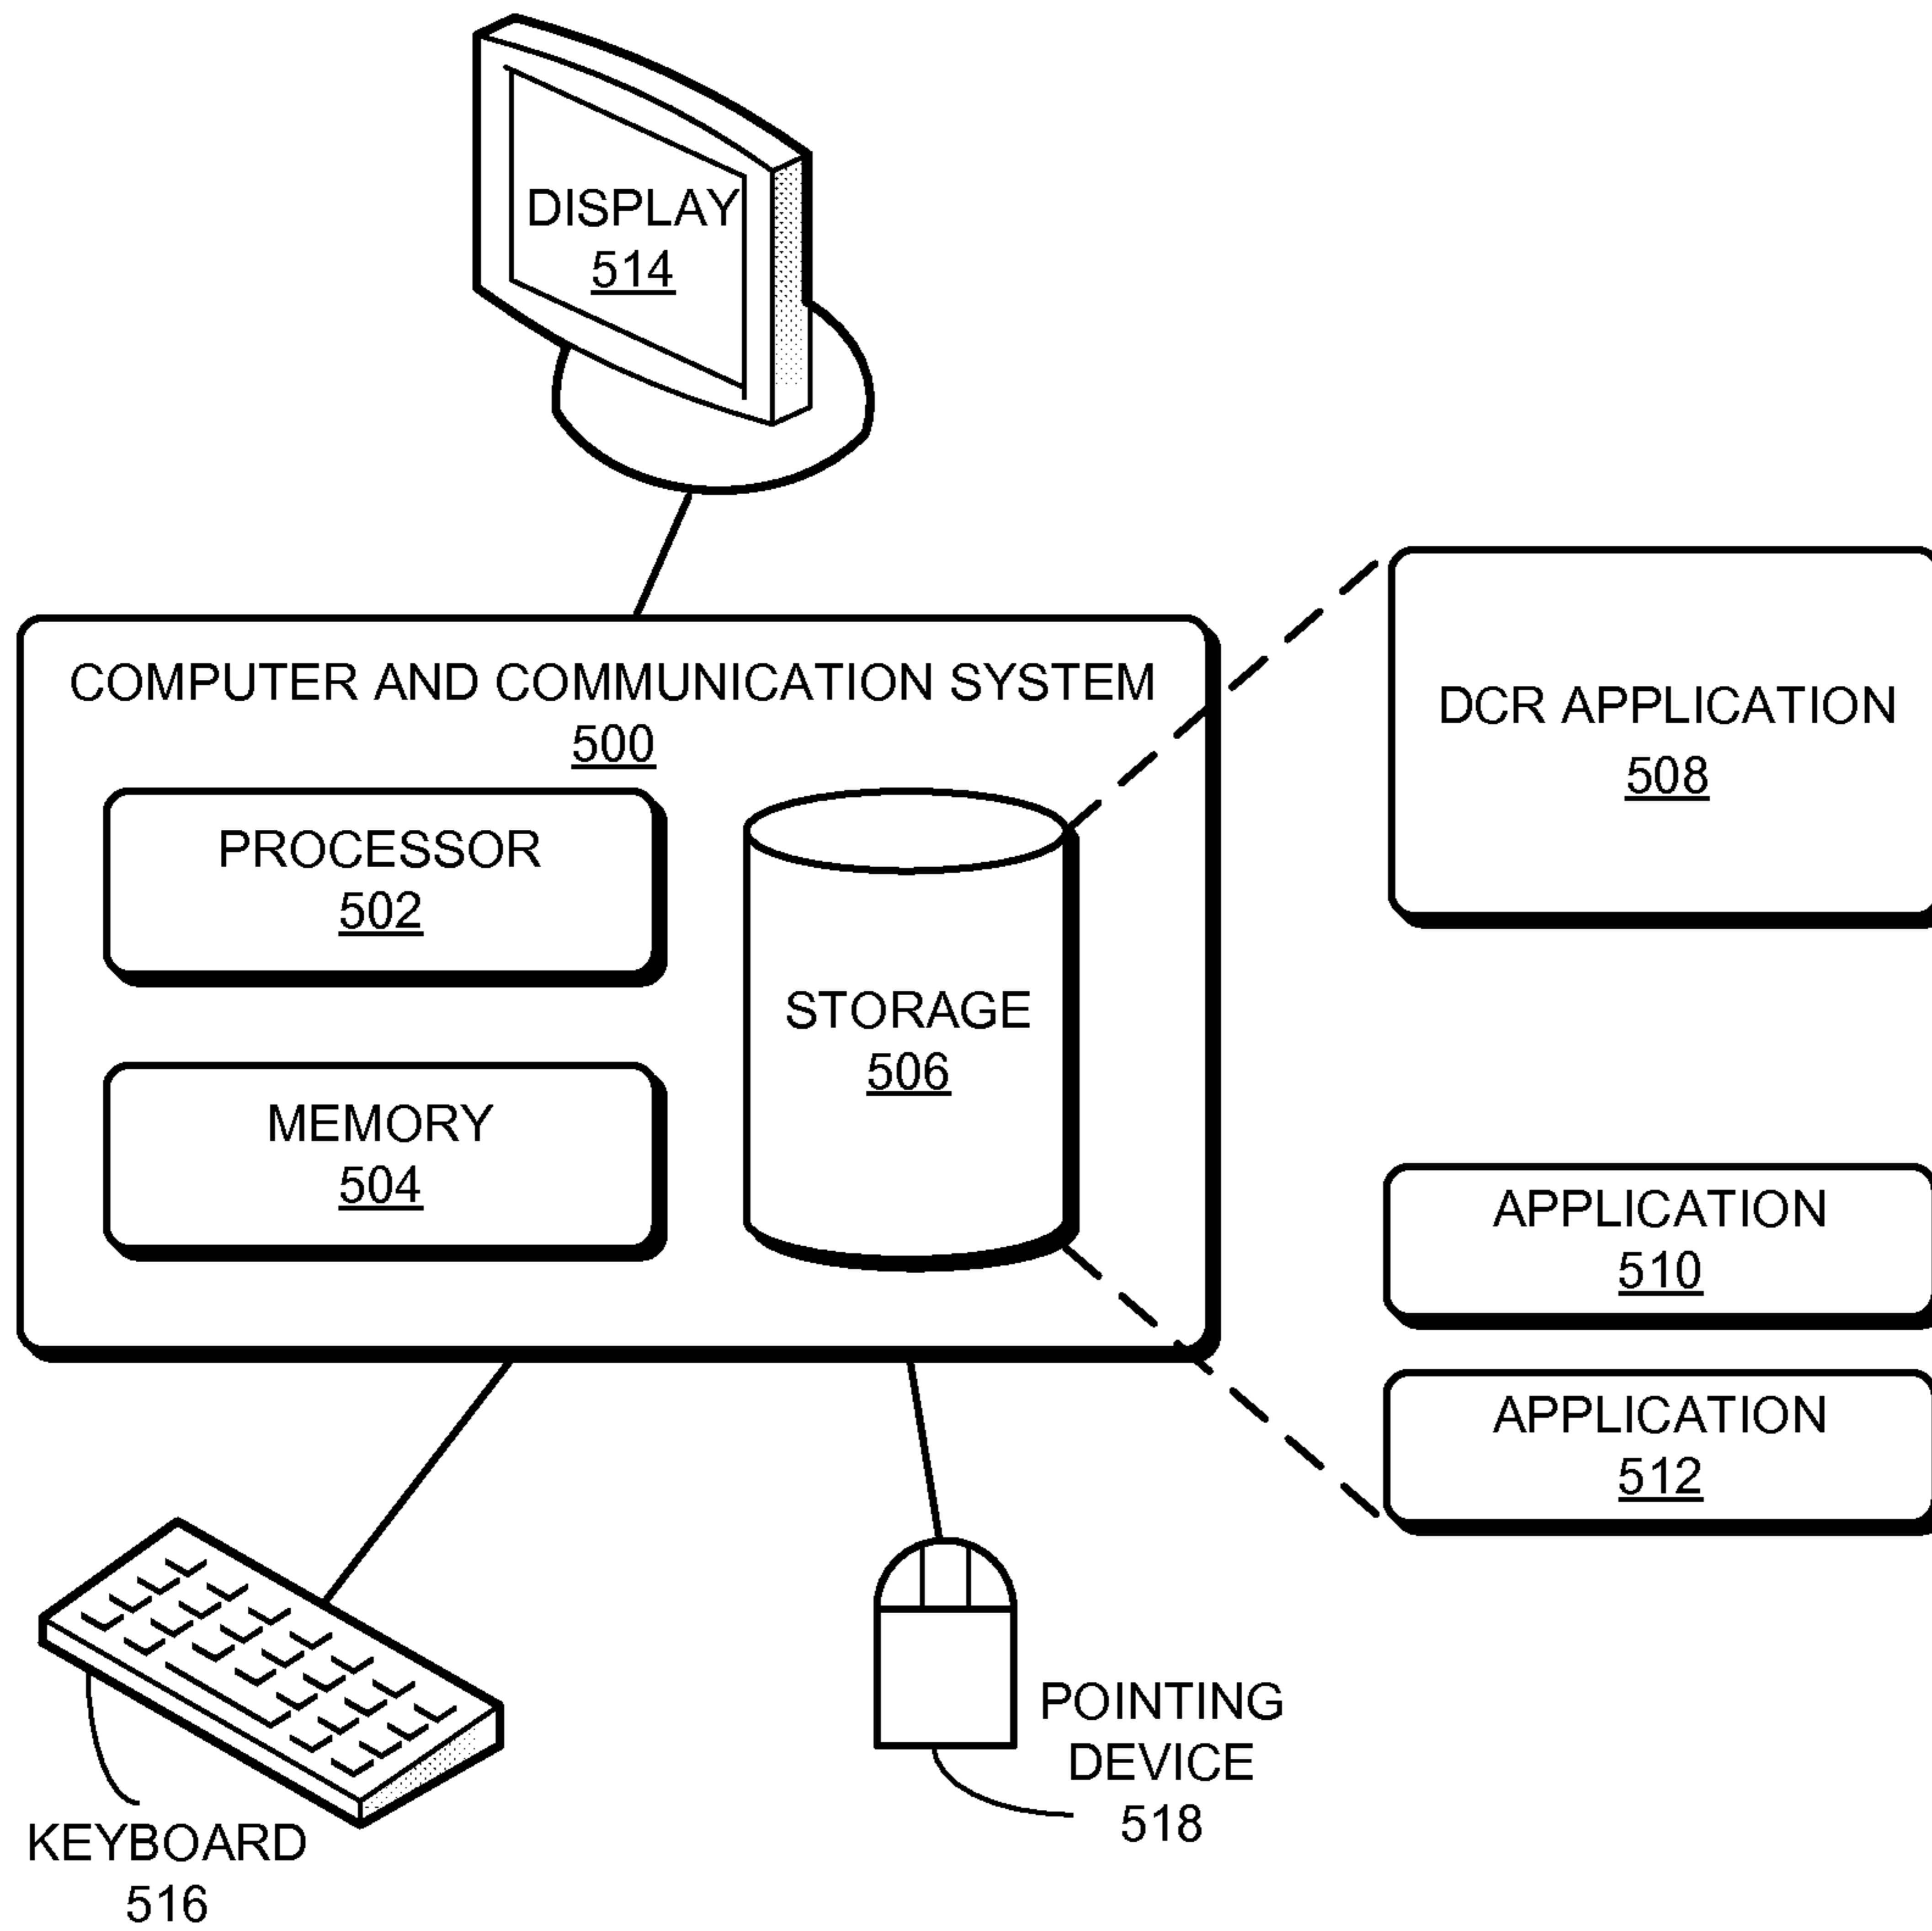 DISPLAY
514
COMPUTER AND COMMUNICATION SYSTEM
500
PROCESSOR
502
MEMORY
504
STORAGE
506
DCR APPLICATION
508
APPLICATION
510
APPLICATION
512
KEYBOARD
516
POINTING
DEVICE
518